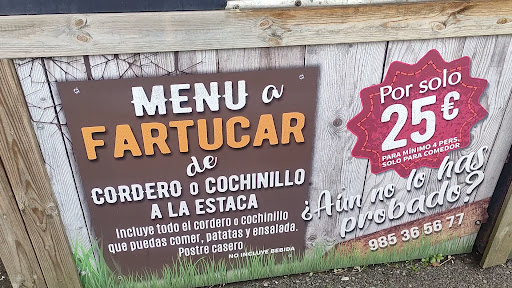 MENU a
FARTUCAR
de
CORDERO o COCHINILLO
A LA ESTACA
Incluye todo el cordero o cochinillo
que puedas comer, patatas y ensalada.
Postre casero
NO INCLUYE BEBIDA
Por solo
25€
PARA MÍNIMO 4 PERS.
SOLO PARA COMEDOR
¿Aún no lo has
probado?
985 36 56 77